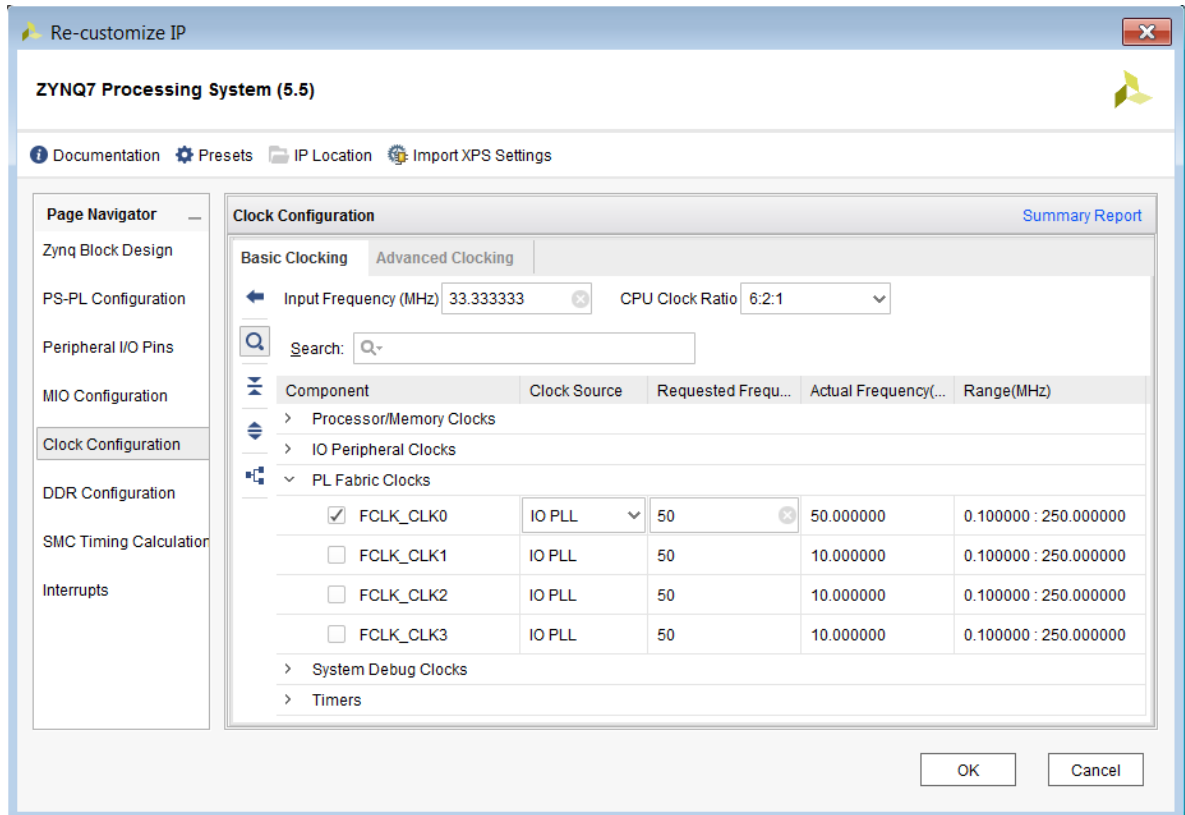 Re-customize IP
ZYNQ7 Processing System (5.5)
Documentation Presets IP Location Import XPS Settings
Page Navigator
Zynq Block Design
PS-PL Configuration
Peripheral I/O Pins
MIO Configuration
Clock Configuration
DDR Configuration
SMC Timing Calculation
Interrupts
Clock Configuration Summary Report
Basic Clocking Advanced Clocking
Input Frequency (MHz) 33.333333 CPU Clock Ratio 6:2:1
Search:
Component Clock Source Requested Frequ... Actual Frequency(... Range(MHz)
Processor/Memory Clocks
IO Peripheral Clocks
PL Fabric Clocks
FCLK_CLK0 IO PLL 50 50.000000 0.100000 : 250.000000
FCLK_CLK1 IO PLL 50 10.000000 0.100000 : 250.000000
FCLK_CLK2 IO PLL 50 10.000000 0.100000 : 250.000000
FCLK_CLK3 IO PLL 50 10.000000 0.100000 : 250.000000
System Debug Clocks
Timers
OK Cancel